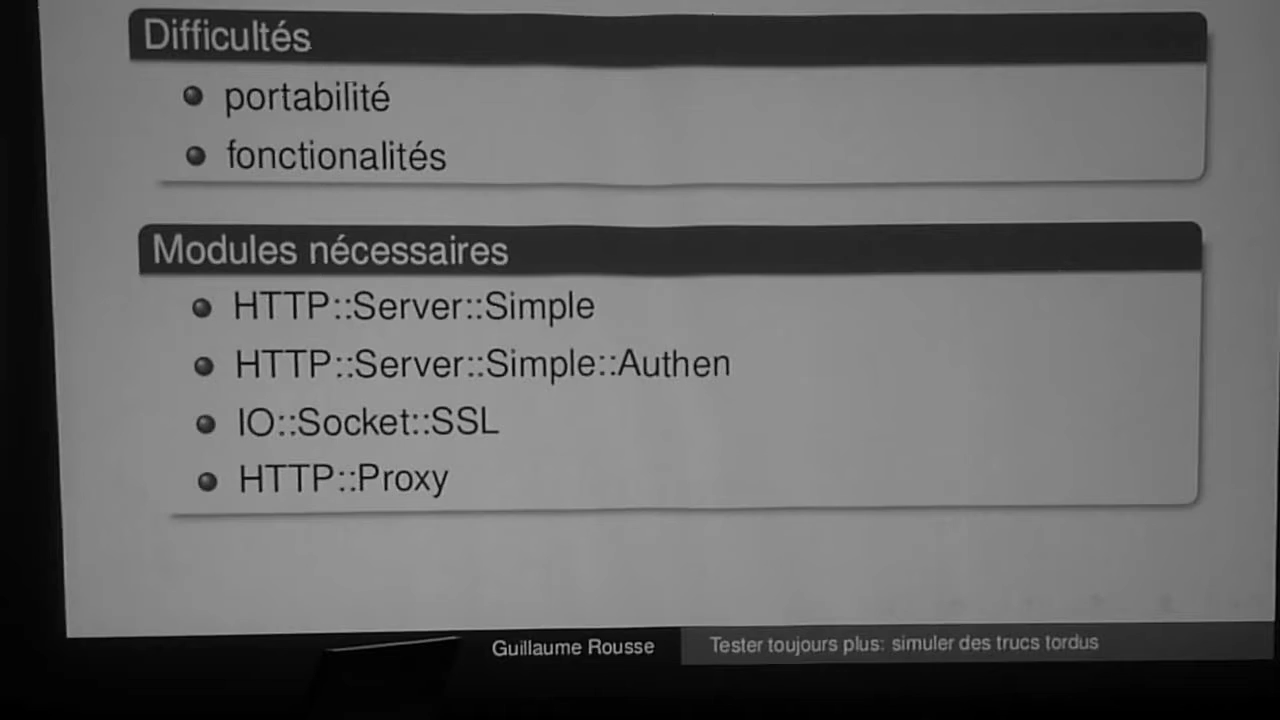 Difficultés
portabilité
fonctionalités
Modules nécessaires
HTTP::Server::Simple
HTTP::Server::Simple::Authen
IO::Socket::SSL
HTTP::Proxy
Guillaume Rousse
Tester toujours plus: simuler des trucs tordus